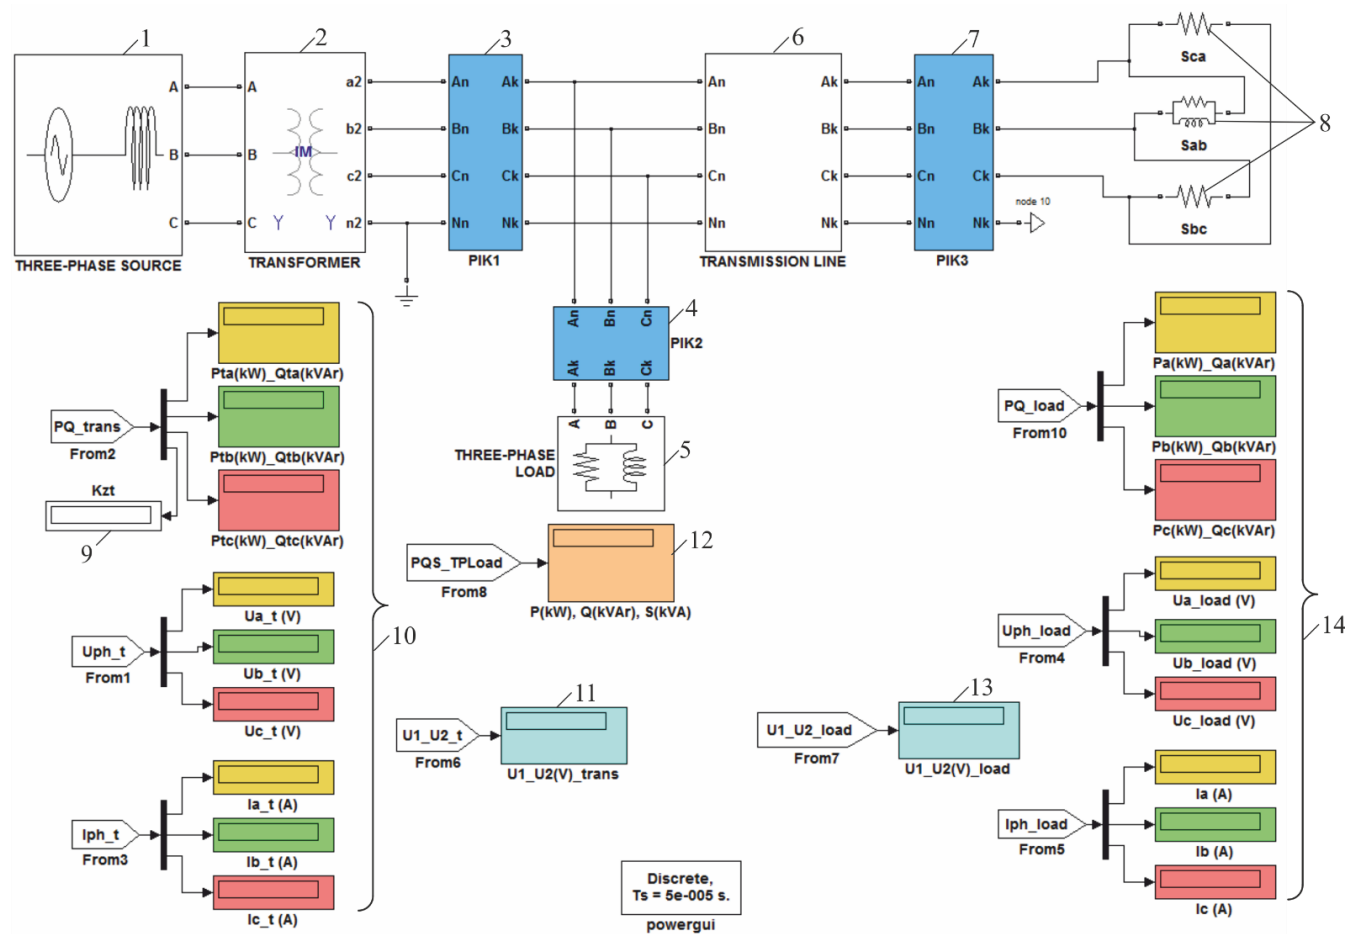 1
2
3
6
7
A
B
C
THREE-PHASE SOURCE
A
B
C
IM
Y
Y
a2
b2
c2
n2
TRANSFORMER
An
Bn
Cn
Nn
Ak
Bk
Ck
Nk
PIK1
An
Bn
Cn
Nn
Ak
Bk
Ck
Nk
TRANSMISSION LINE
An
Bn
Cn
Nn
Ak
Bk
Ck
Nk
PIK3
node 10
Sca
Sab
Sbc
8
An
Bn
Cn
Ak
Bk
Ck
4
PIK2
A
B
C
THREE-PHASE
LOAD
5
PQ_trans
From2
Pta(kW)_Qta(kVAr)
Ptb(kW)_Qtb(kVAr)
Ptc(kW)_Qtc(kVAr)
Kzt
9
Uph_t
From1
Ua_t (V)
Ub_t (V)
Uc_t (V)
Iph_t
From3
Ia_t (A)
Ib_t (A)
Ic_t (A)
10
PQS_TPLoad
From8
12
P(kW), Q(kVAr), S(kVA)
U1_U2_t
From6
11
U1_U2(V)_trans
U1_U2_load
From7
13
U1_U2(V)_load
Discrete,
Ts = 5e-005 s.
powergui
PQ_load
From10
Pa(kW)_Qa(kVAr)
Pb(kW)_Qb(kVAr)
Pc(kW)_Qc(kVAr)
Uph_load
From4
Ua_load (V)
Ub_load (V)
Uc_load (V)
Iph_load
From5
Ia (A)
Ib (A)
Ic (A)
14